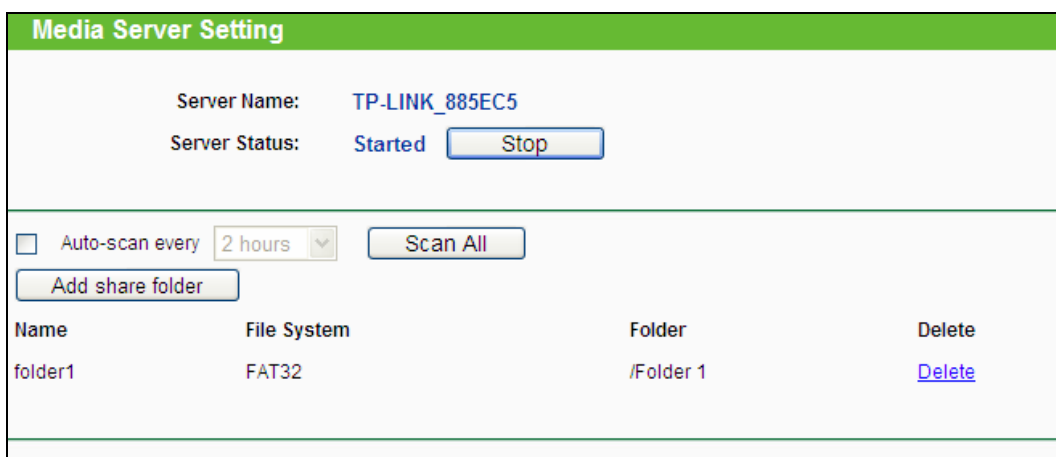 Media Server Setting
Server Name: TP-LINK_885EC5
Server Status: Started Stop
Auto-scan every 2 hours Scan All
Add share folder
Name File System Folder Delete
folder1 FAT32 /Folder 1 Delete